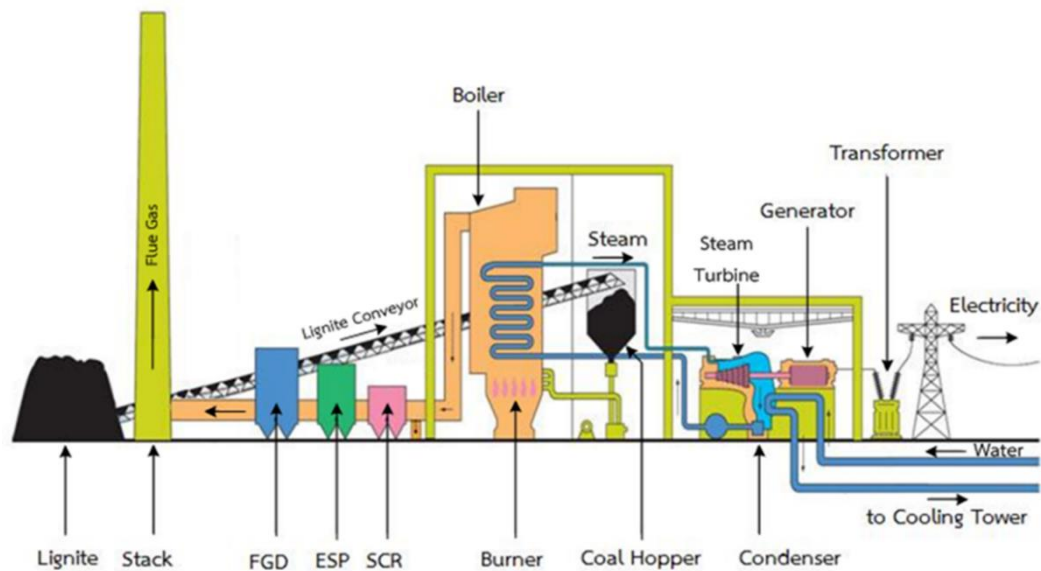 Boiler
Transformer
Generator
Steam
Steam
Turbine
Flue Gas
Lignite Conveyor
Electricity
Water
to Cooling Tower
Lignite
Stack
FGD
ESP
SCR
Burner
Coal Hopper
Condenser